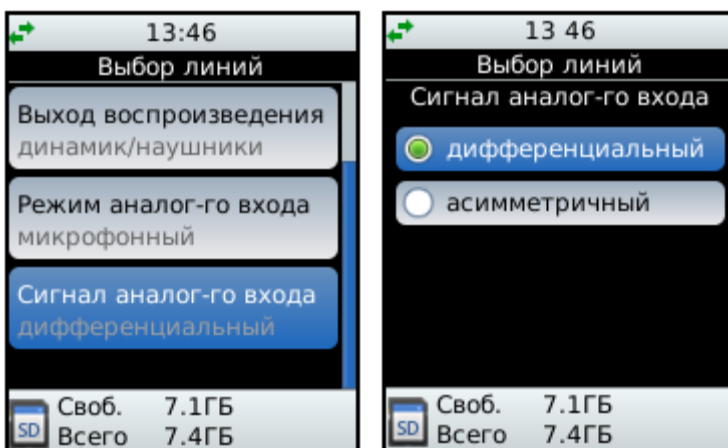 13:46
Выбор линий
Выход воспроизведения
динамик/наушники
Режим аналог-го входа
микрофонный
Сигнал аналог-го входа
дифференциальный
SD
Своб. 7.1ГБ
Всего 7.4ГБ
13 46
Выбор линий
Сигнал аналог-го входа
дифференциальный
асимметричный
SD
Своб. 7.1ГБ
Всего 7.4ГБ